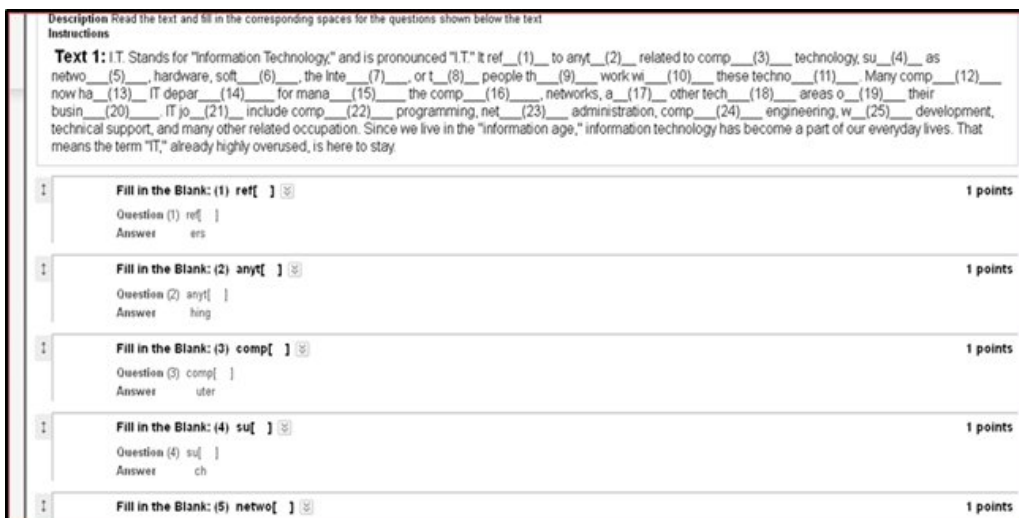 Description Read the text and fill in the corresponding spaces for the questions shown below the text
Instructions
Text 1: I.T. Stands for "Information Technology," and is pronounced "I.T." It ref__(1)__ to anyt__(2)__ related to comp___(3)____ technology, su__(4)__ as
netwo___(5)___, hardware, soft___(6)___, the Inte___(7)___, or t__(8)__ people th___(9)___ work wi___(10)___ these techno___(11)___. Many comp___(12)___
now ha__(13)__ IT depar___(14)____ for mana___(15)____ the comp___(16)____, networks, a__(17)__ other tech___(18)____ areas o__(19)__ their
busin____(20)____. IT jo__(21)__ include comp___(22)___ programming, net___(23)____ administration, comp___(24)___ engineering, w__(25)___ development,
technical support, and many other related occupation. Since we live in the "information age," information technology has become a part of our everyday lives. That
means the term "IT," already highly overused, is here to stay.
Fill in the Blank: (1) ref[ ] 1 points
Question (1) ref[ ]
Answer ers
Fill in the Blank: (2) anyt[ ] 1 points
Question (2) anyt[ ]
Answer hing
Fill in the Blank: (3) comp[ ] 1 points
Question (3) comp[ ]
Answer uter
Fill in the Blank: (4) su[ ] 1 points
Question (4) su[ ]
Answer ch
Fill in the Blank: (5) netwo[ ] 1 points